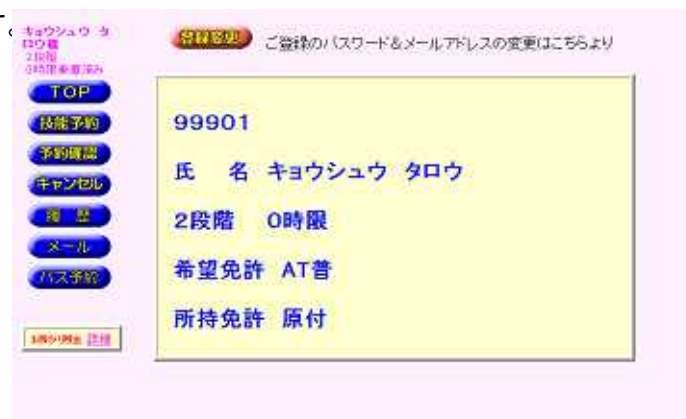 た。
キョウシュウ タ
ロウ様
2段階
0時限乗車済み
TOP
技能予約
予約確認
キャンセル
履 歴
メール
バス予約
詳細
登録変更 ご登録のパスワード&メールアドレスの変更はこちらより
99901
氏 名 キョウシュウ タロウ
2段階 0時限
希望免許 AT普
所持免許 原付